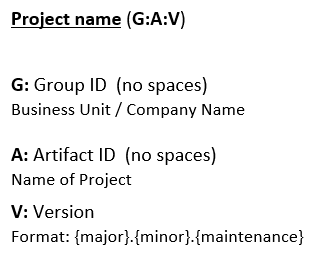 Project name (G:A:V)
G: Group ID (no spaces)
Business Unit / Company Name
A: Artifact ID (no spaces)
Name of Project
V: Version
Format: {major}.{minor}.{maintenance}